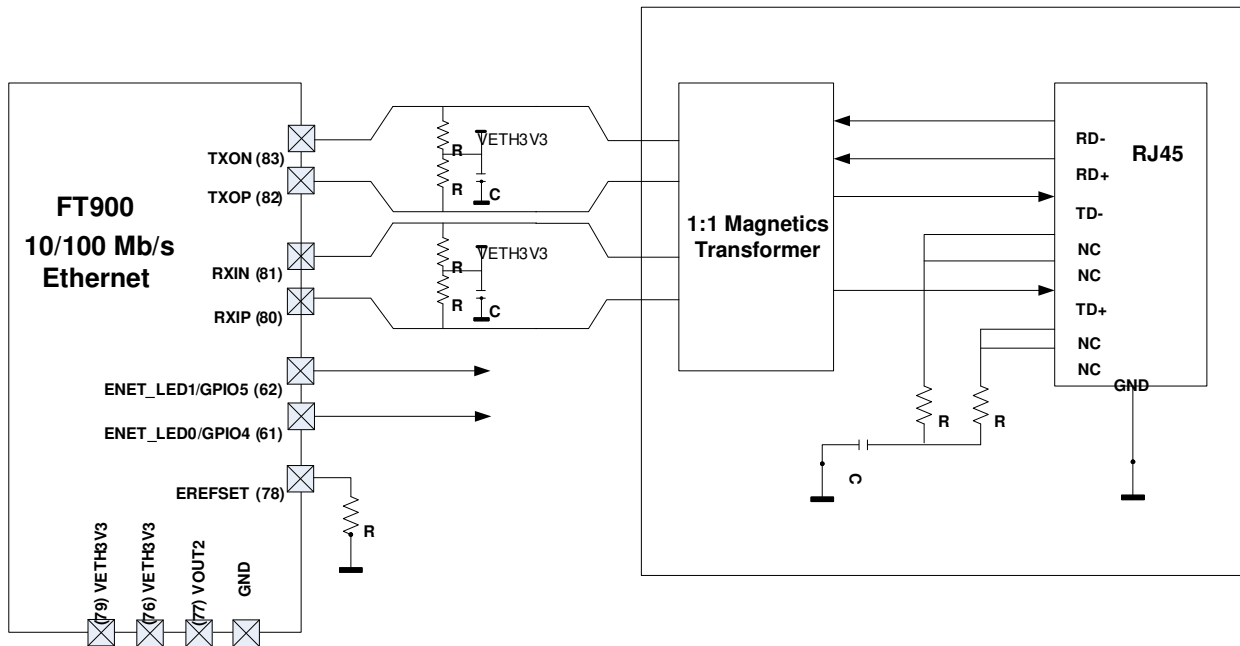 FT900
10/100 Mb/s
Ethernet
TXON (83)
TXOP (82)
RXIN (81)
RXIP (80)
ENET_LED1/GPIO5 (62)
ENET_LED0/GPIO4 (61)
EREFSET (78)
R
(79) VETH3V3
(76) VETH3V3
(77) VOUT2
GND
VETH3V3
R
R
C
VETH3V3
R
R
C
1:1 Magnetics
Transformer
RJ45
RD-
RD+
TD-
NC
NC
TD+
NC
NC
GND
R
R
C